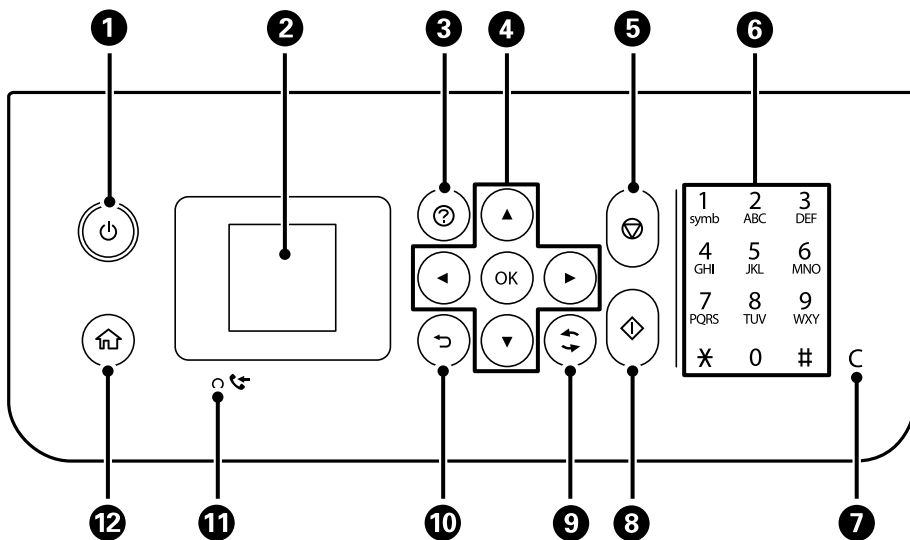 1 2 3 4 5 6
1 2 3
symb ABC DEF
?
4 5 6
GHI JKL MNO
OK
7 8 9
PQRS TUV WXY
* 0 #
C
12 11 10 9 8 7